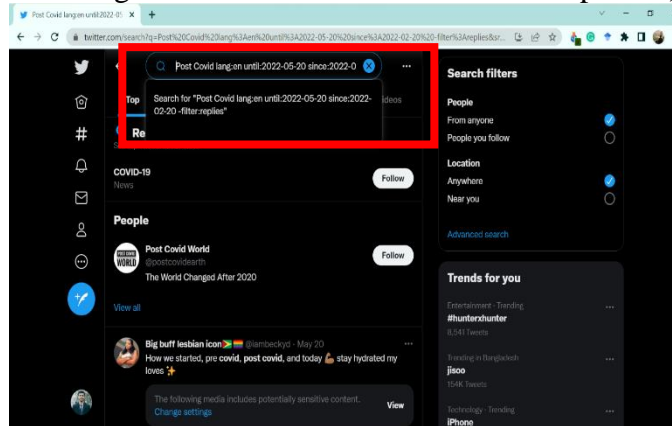 Post Covid lang:en until:2022-05
twitter.com/search?q=Post%20Covid%20lang%3Aen%20until%3A2022-05-20%20since%3A2022-02-20%20-filter%3Areplies&sr...
Post Covid lang:en until:2022-05-20 since:2022-0
Top
Search for "Post Covid lang:en until:2022-05-20 since:2022-
02-20 -filter:replies"
Re
COVID-19
News
Follow
People
Post Covid World
@postcovidearth
The World Changed After 2020
Follow
POST COVID
WORLD
View all
Big buff lesbian icon @iambeckyd · May 20
How we started, pre covid, post covid, and today 💪 stay hydrated my
loves ✨
The following media includes potentially sensitive content.
Change settings
View
Search filters
People
From anyone
People you follow
Location
Anywhere
Near you
Advanced search
Trends for you
Entertainment · Trending
#hunterxhunter
8,541 Tweets
Trending in Bangladesh
jisoo
154K Tweets
Technology · Trending
iPhone